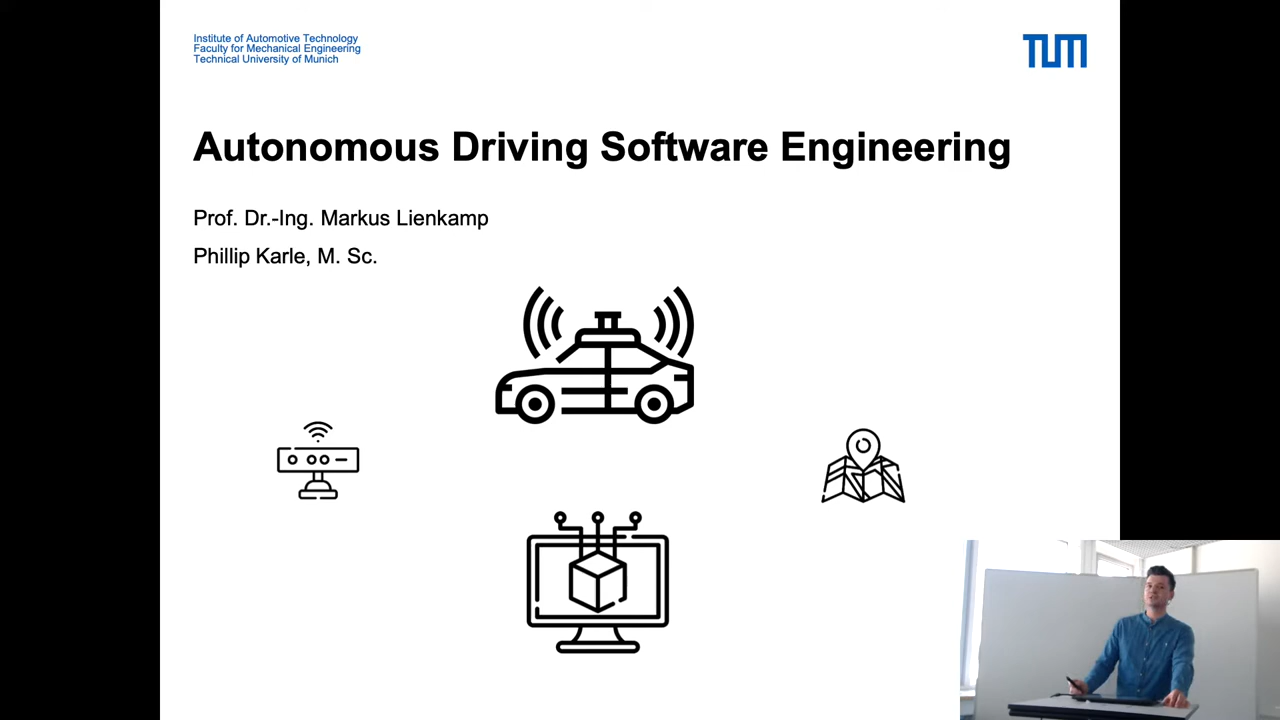 Institute of Automotive Technology
Faculty for Mechanical Engineering
Technical University of Munich
TUM
Autonomous Driving Software Engineering
Prof. Dr.-Ing. Markus Lienkamp
Phillip Karle, M. Sc.